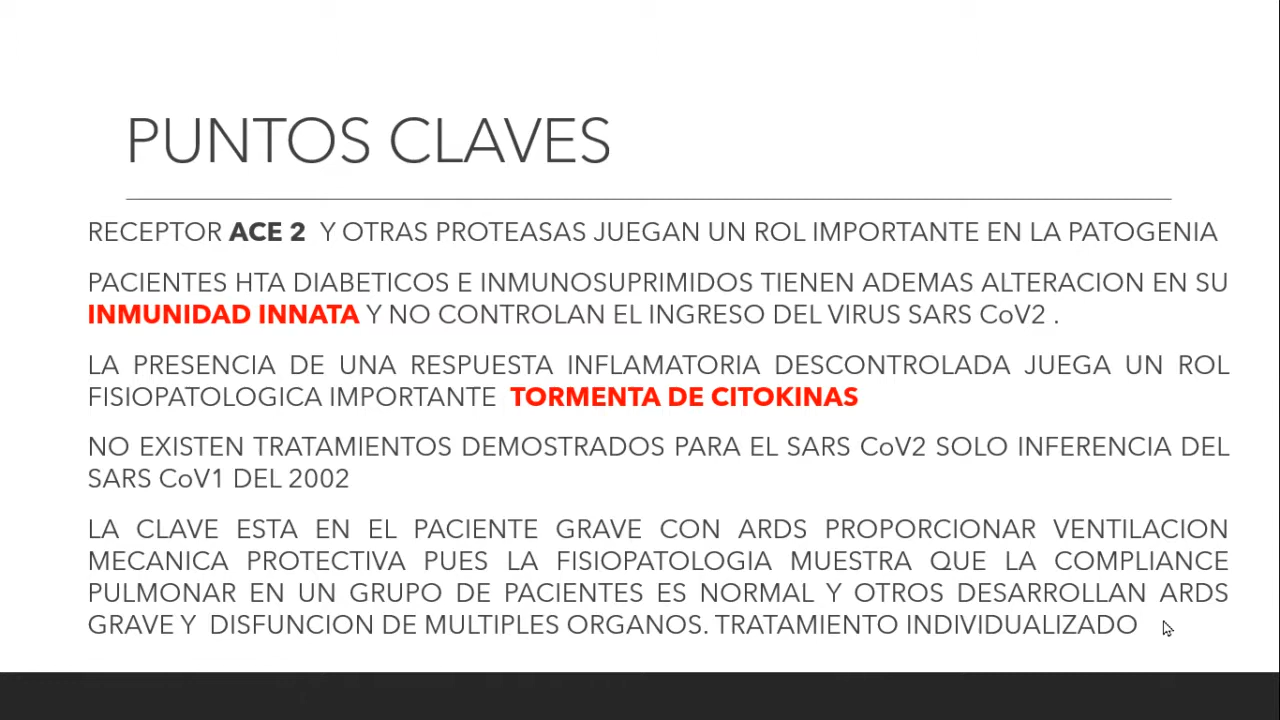 PUNTOS CLAVES
RECEPTOR ACE 2 Y OTRAS PROTEASAS JUEGAN UN ROL IMPORTANTE EN LA PATOGENIA
PACIENTES HTA DIABETICOS E INMUNOSUPRIMIDOS TIENEN ADEMAS ALTERACION EN SU
INMUNIDAD INNATA Y NO CONTROLAN EL INGRESO DEL VIRUS SARS CoV2 .
LA PRESENCIA DE UNA RESPUESTA INFLAMATORIA DESCONTROLADA JUEGA UN ROL
FISIOPATOLOGICA IMPORTANTE TORMENTA DE CITOKINAS
NO EXISTEN TRATAMIENTOS DEMOSTRADOS PARA EL SARS CoV2 SOLO INFERENCIA DEL
SARS CoV1 DEL 2002
LA CLAVE ESTA EN EL PACIENTE GRAVE CON ARDS PROPORCIONAR VENTILACION
MECANICA PROTECTIVA PUES LA FISIOPATOLOGIA MUESTRA QUE LA COMPLIANCE
PULMONAR EN UN GRUPO DE PACIENTES ES NORMAL Y OTROS DESARROLLAN ARDS
GRAVE Y DISFUNCION DE MULTIPLES ORGANOS. TRATAMIENTO INDIVIDUALIZADO